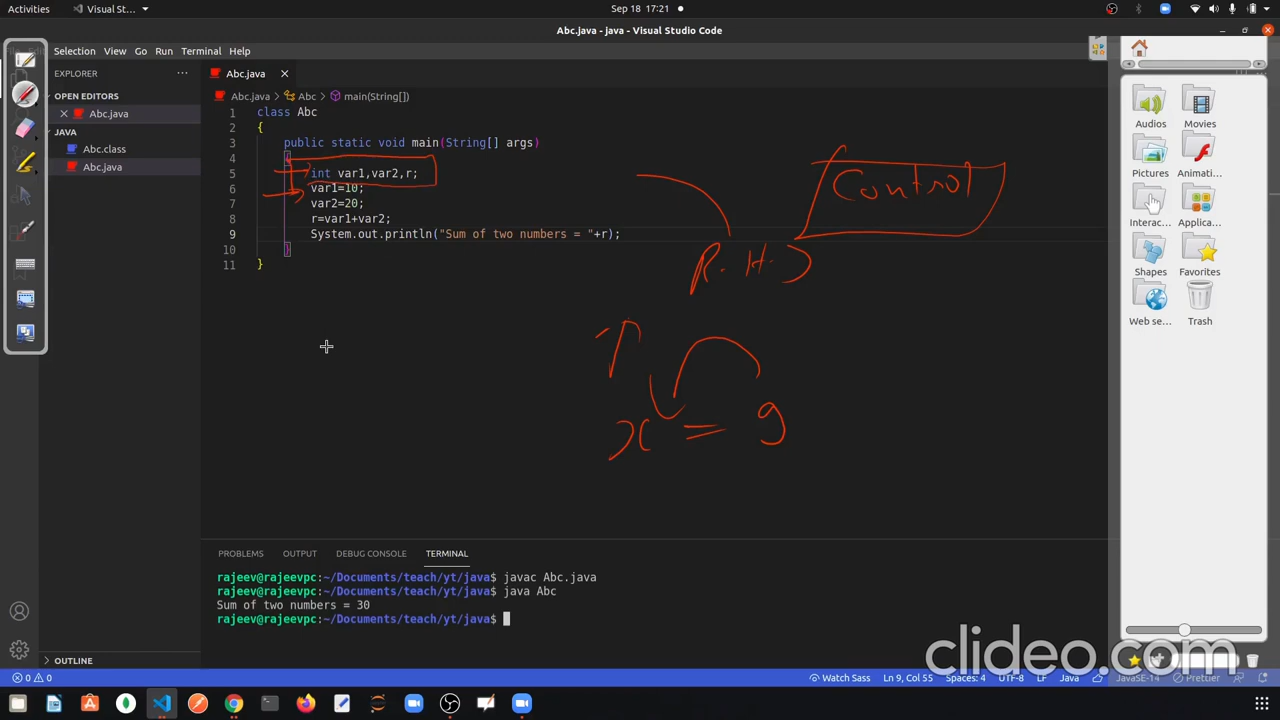 Activities
Visual St...
Sep 18 17:21
Abc.java - java - Visual Studio Code
Selection View Go Run Terminal Help
EXPLORER
OPEN EDITORS
Abc.java
JAVA
Abc.class
Abc.java
OUTLINE
Abc.java
Abc.java > Abc > main(String[])
1 class Abc
2 {
3 public static void main(String[] args)
4 {
5 int var1,var2,r;
6 var1=10;
7 var2=20;
8 r=var1+var2;
9 System.out.println("Sum of two numbers = "+r);
10 }
11 }
Control
R.H.S
x = 9
PROBLEMS OUTPUT DEBUG CONSOLE TERMINAL
rajeev@rajeevpc:~/Documents/teach/yt/java$ javac Abc.java
rajeev@rajeevpc:~/Documents/teach/yt/java$ java Abc
Sum of two numbers = 30
rajeev@rajeevpc:~/Documents/teach/yt/java$
Audios Movies
Pictures Animati...
Interac... Applica...
Shapes Favorites
Web se... Trash
clideo.com
0 0
Watch Sass Ln 9, Col 55 Spaces: 4 UTF-8 LF Java JavaSE-14 Prettier